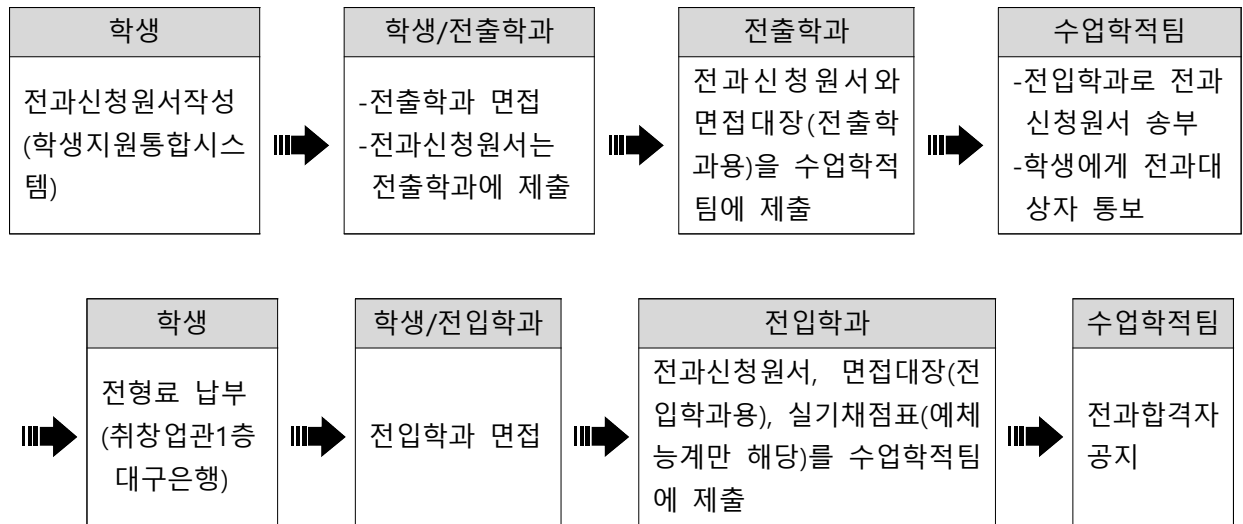 학생
전과신청원서작성
(학생지원통합시스
템)
학생/전출학과
-전출학과 면접
-전과신청원서는
전출학과에 제출
전출학과
전과신청원서와
면접대장(전출학
과용)을 수업학적
팀에 제출
수업학적팀
-전입학과로 전과
신청원서 송부
-학생에게 전과대
상자 통보
학생
전형료 납부
(취창업관1층
대구은행)
학생/전입학과
전입학과 면접
전입학과
전과신청원서, 면접대장(전
입학과용), 실기채점표(예체
능계만 해당)를 수업학적팀
에 제출
수업학적팀
전과합격자
공지